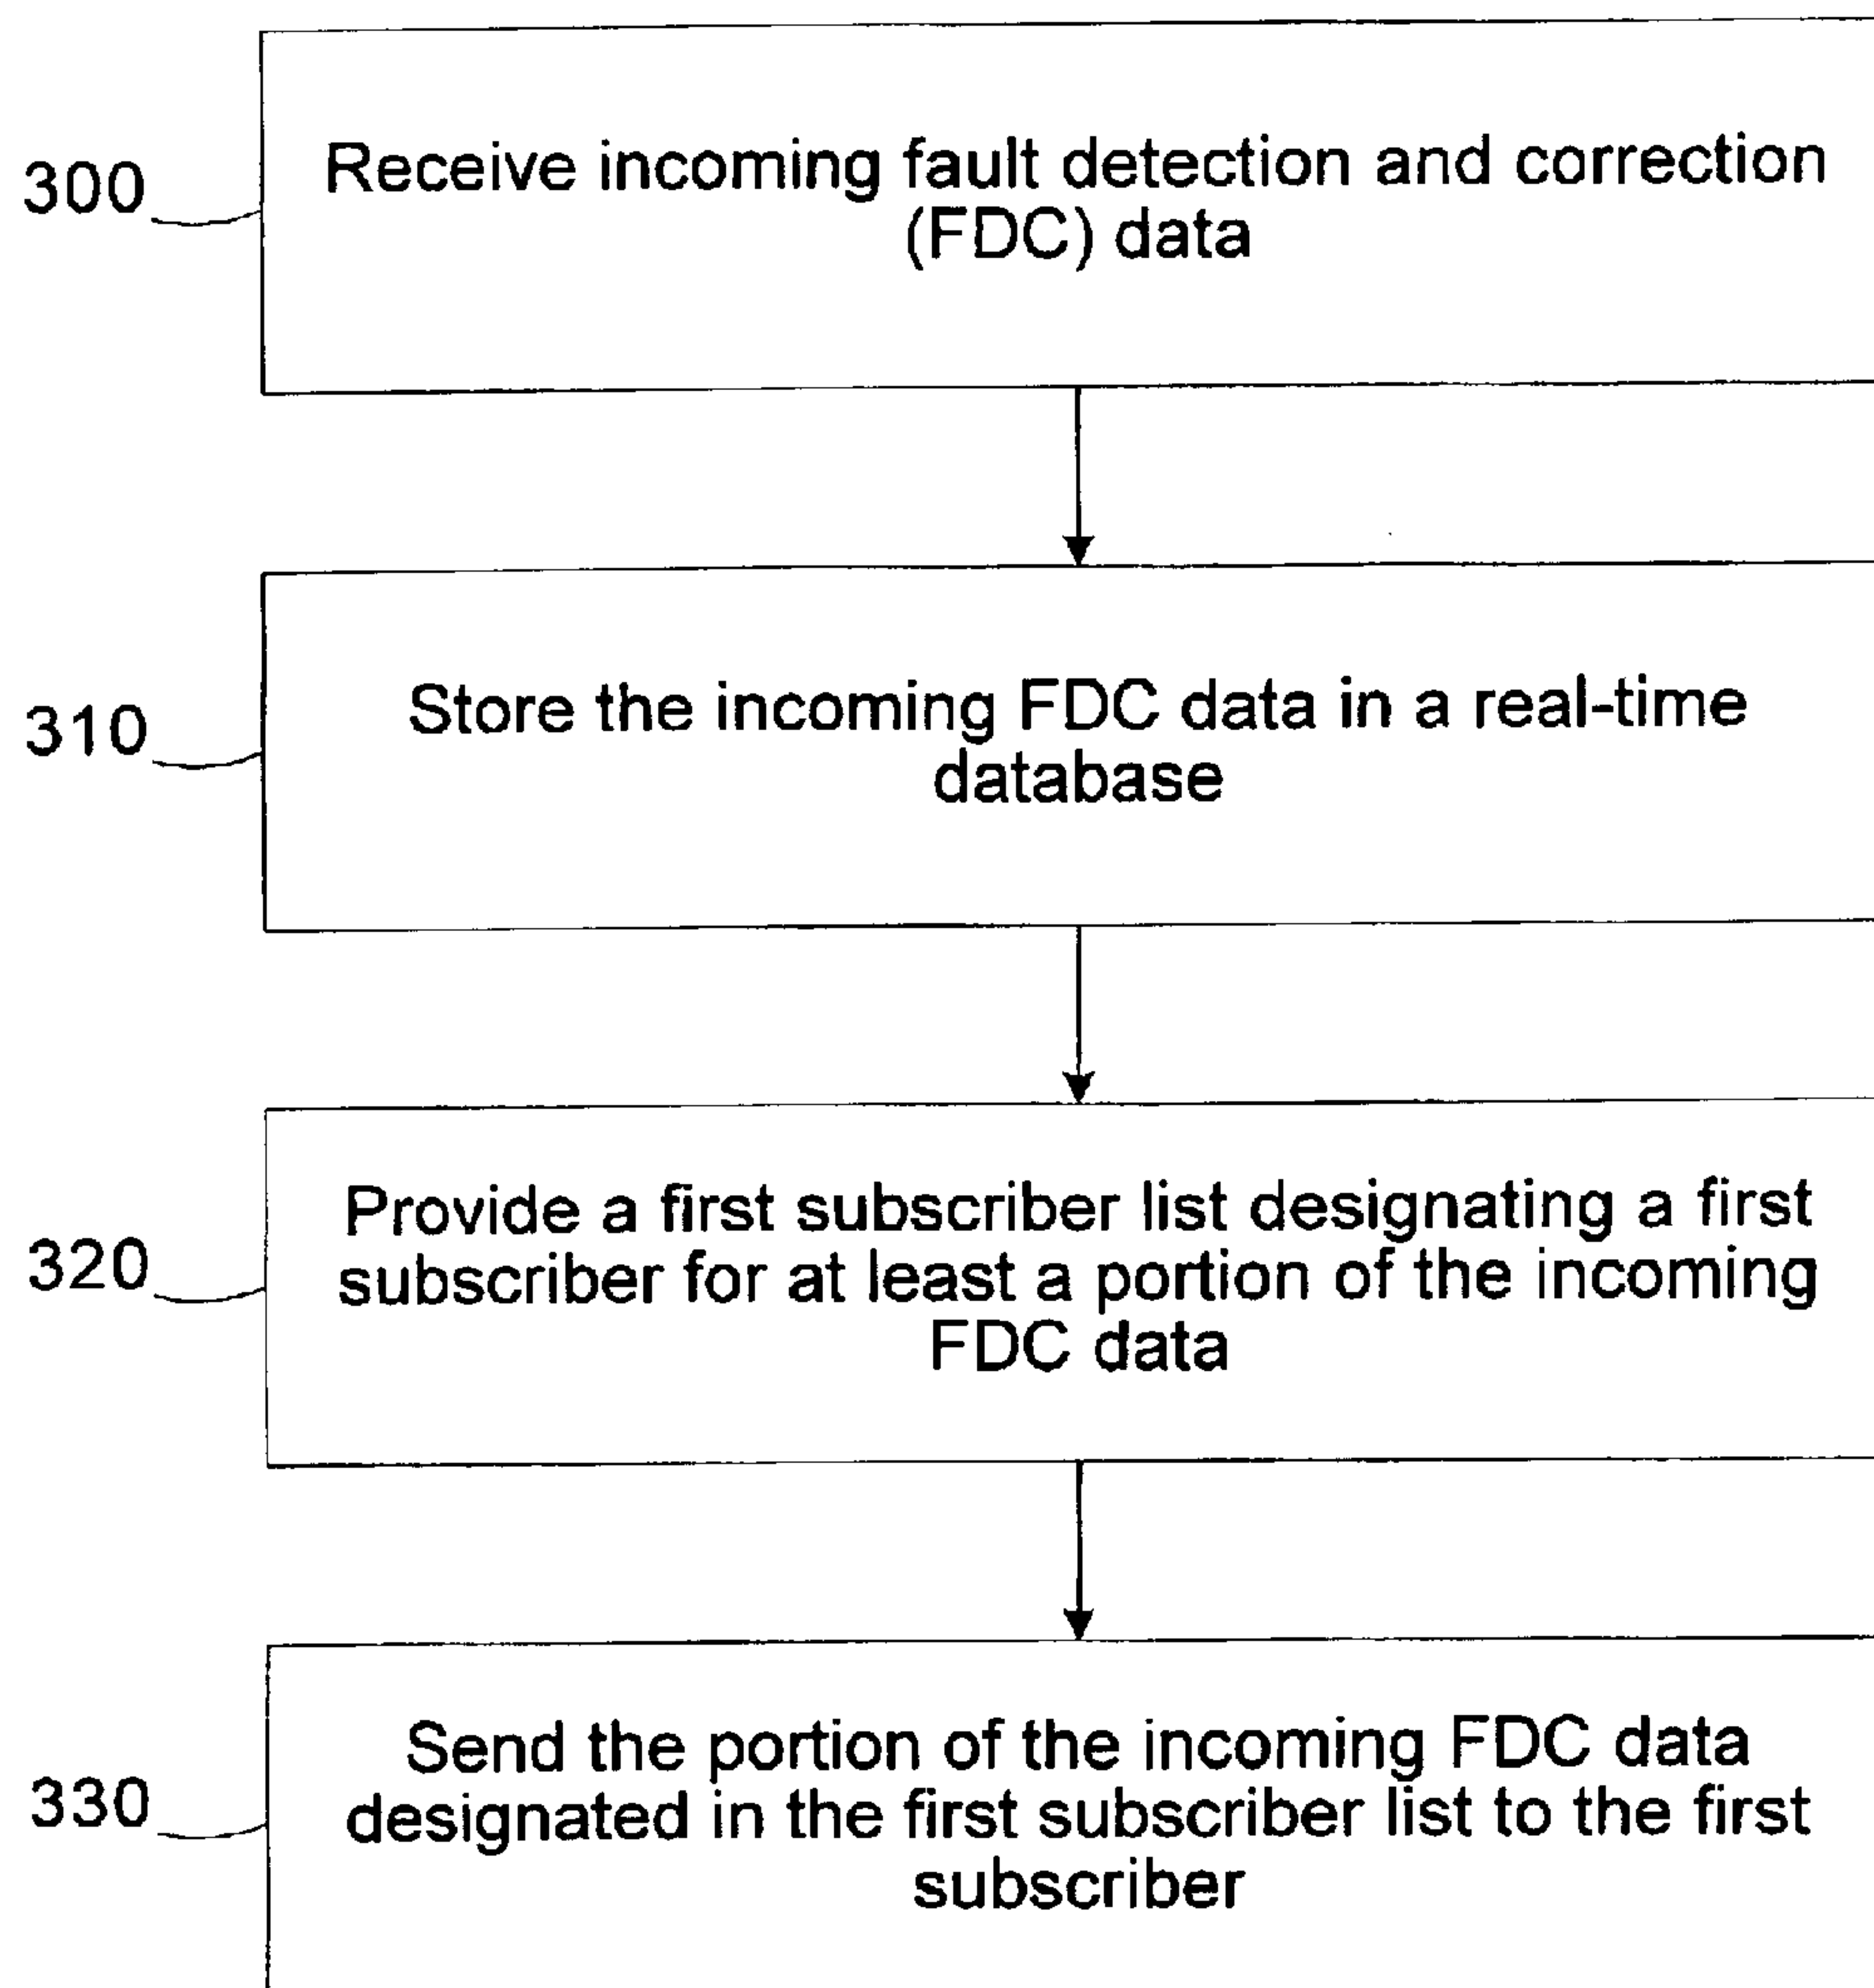 300
Receive incoming fault detection and correction
(FDC) data
310
Store the incoming FDC data in a real-time
database
320
Provide a first subscriber list designating a first
subscriber for at least a portion of the incoming
FDC data
330
Send the portion of the incoming FDC data
designated in the first subscriber list to the first
subscriber